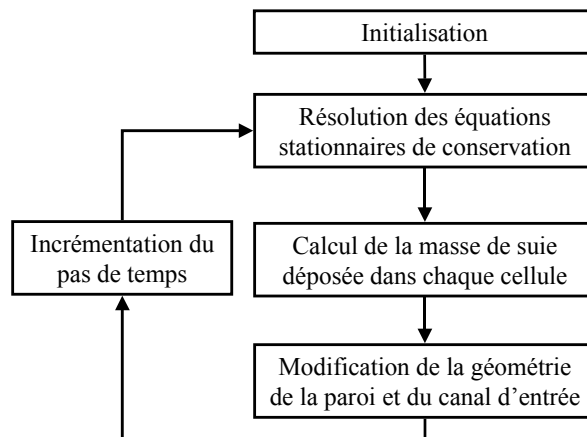 Initialisation
Résolution des équations
stationnaires de conservation
Incrémentation du
pas de temps
Calcul de la masse de suie
déposée dans chaque cellule
Modification de la géométrie
de la paroi et du canal d’entrée